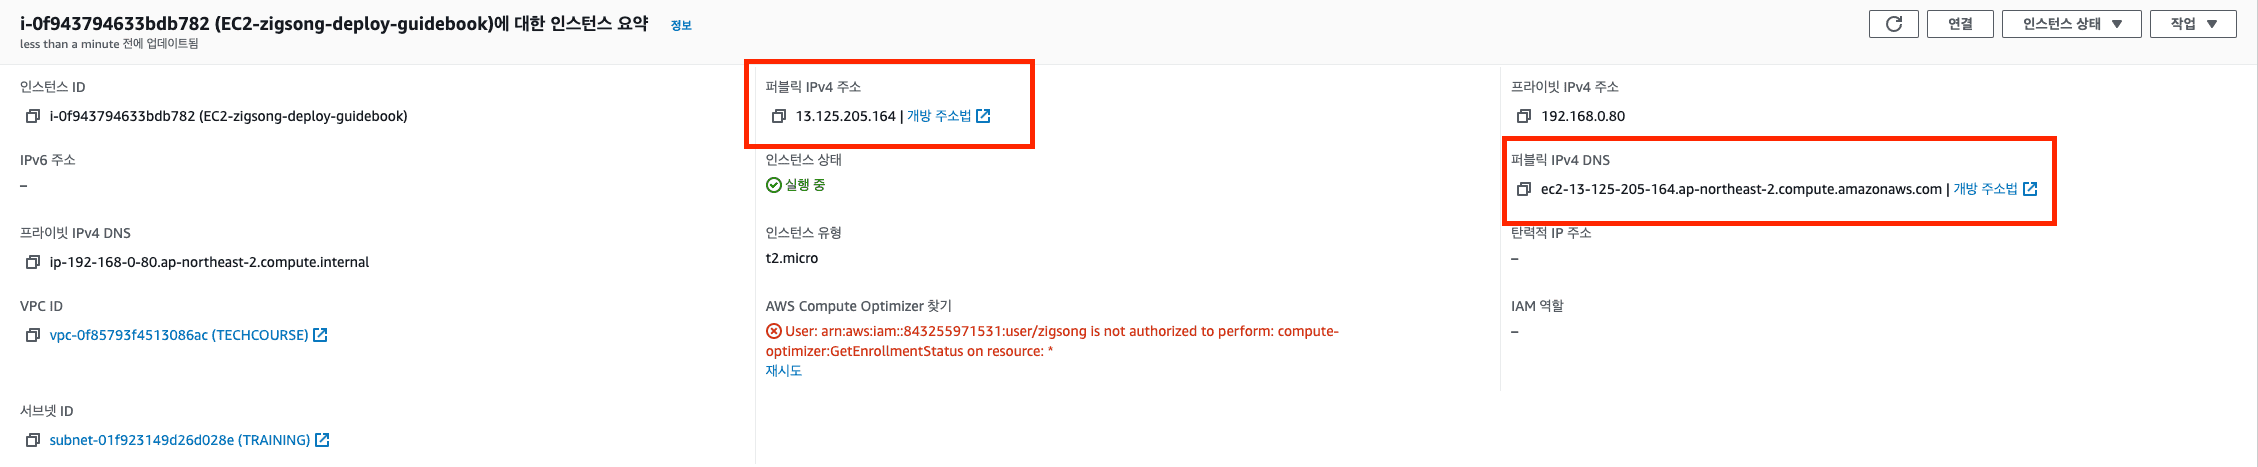 i-0f943794633bdb782 (EC2-zigsong-deploy-guidebook)에 대한 인스턴스 요약 정보
less than a minute 전에 업데이트됨
연결
인스턴스 상태
작업
인스턴스 ID
i-0f943794633bdb782 (EC2-zigsong-deploy-guidebook)
IPv6 주소
–
프라이빗 IPv4 DNS
ip-192-168-0-80.ap-northeast-2.compute.internal
VPC ID
vpc-0f85793f4513086ac (TECHCOURSE)
서브넷 ID
subnet-01f923149d26d028e (TRAINING)
퍼블릭 IPv4 주소
13.125.205.164 | 개방 주소법
인스턴스 상태
실행 중
인스턴스 유형
t2.micro
AWS Compute Optimizer 찾기
User: arn:aws:iam::843255971531:user/zigsong is not authorized to perform: compute-
optimizer:GetEnrollmentStatus on resource: *
재시도
프라이빗 IPv4 주소
192.168.0.80
퍼블릭 IPv4 DNS
ec2-13-125-205-164.ap-northeast-2.compute.amazonaws.com | 개방 주소법
탄력적 IP 주소
–
IAM 역할
–